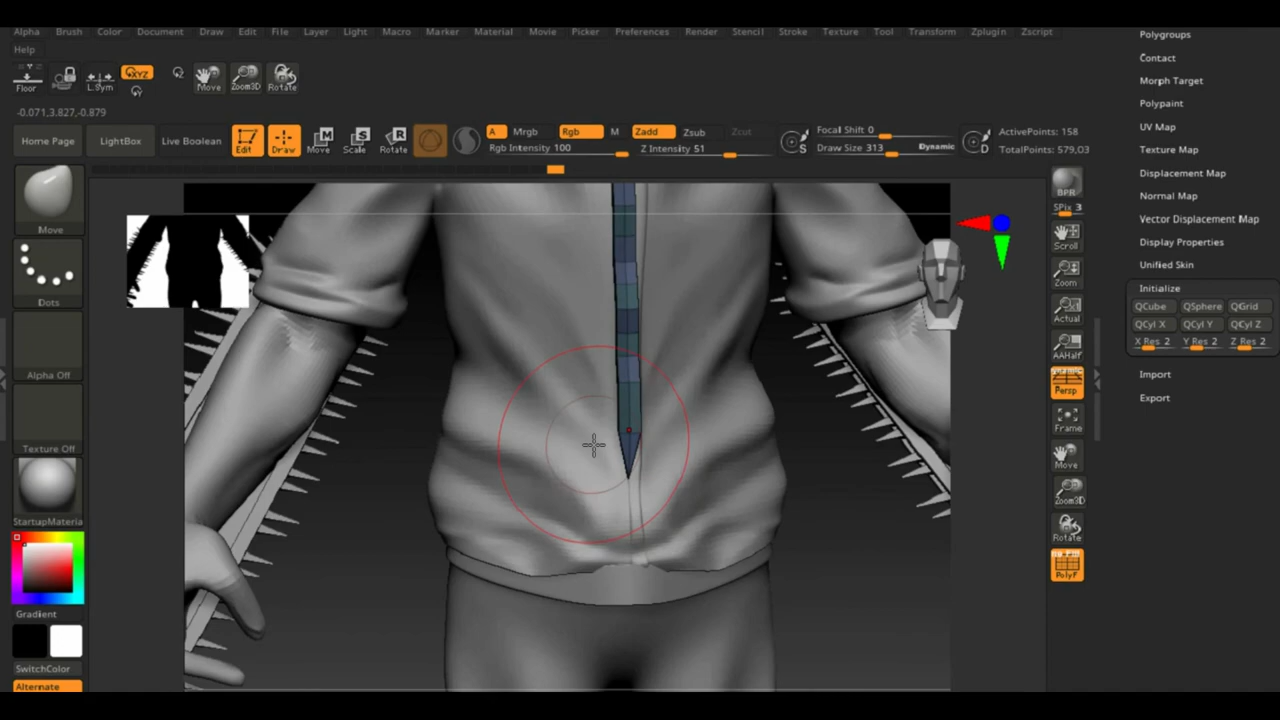 Alpha Brush Color Document Draw Edit File Layer Light Macro Marker Material Movie Picker Preferences Render Stencil Stroke Texture Tool Transform Zplugin Zscript
Help
Floor
L.Sym
XYZ
Move
Zoom3D
Rotate
-0.071,3.827,-0.879
Home Page
LightBox
Live Boolean
Edit
Draw
Move
Scale
Rotate
A Mrgb Rgb M Zadd Zsub Zcut
Rgb Intensity 100
Z Intensity 51
Focal Shift 0
Draw Size 313
Dynamic
S
D
ActivePoints: 158
TotalPoints: 579,03
Move
Dots
Alpha Off
Texture Off
StartupMateria
Gradient
SwitchColor
Alternate
BPR
SPix 3
Scroll
Zoom
Actual
AAHalf
Persp
Frame
Move
Zoom3D
Rotate
PolyF
Polygroups
Contact
Morph Target
Polypaint
UV Map
Texture Map
Displacement Map
Normal Map
Vector Displacement Map
Display Properties
Unified Skin
Initialize
QCube QSphere QGrid
QCyl X QCyl Y QCyl Z
X Res 2 Y Res 2 Z Res 2
Import
Export